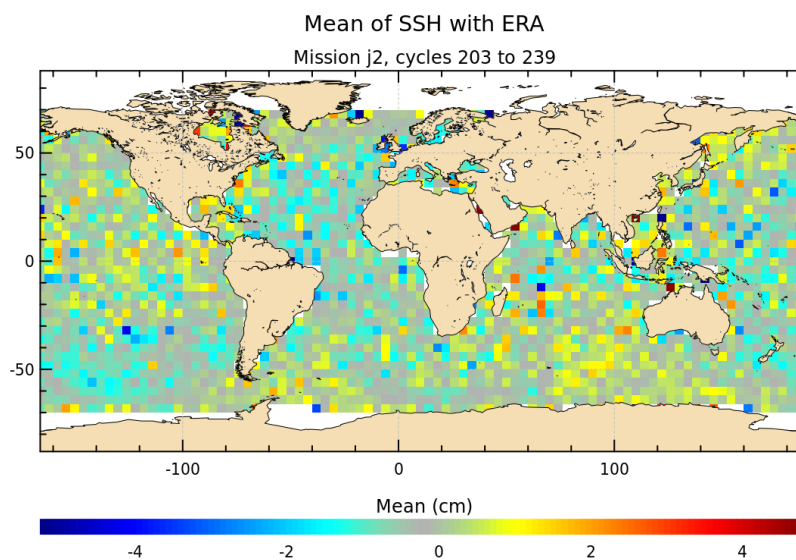 Mean of SSH with ERA
Mission j2, cycles 203 to 239
50
0
-50
-100 0 100
Mean (cm)
-4 -2 0 2 4